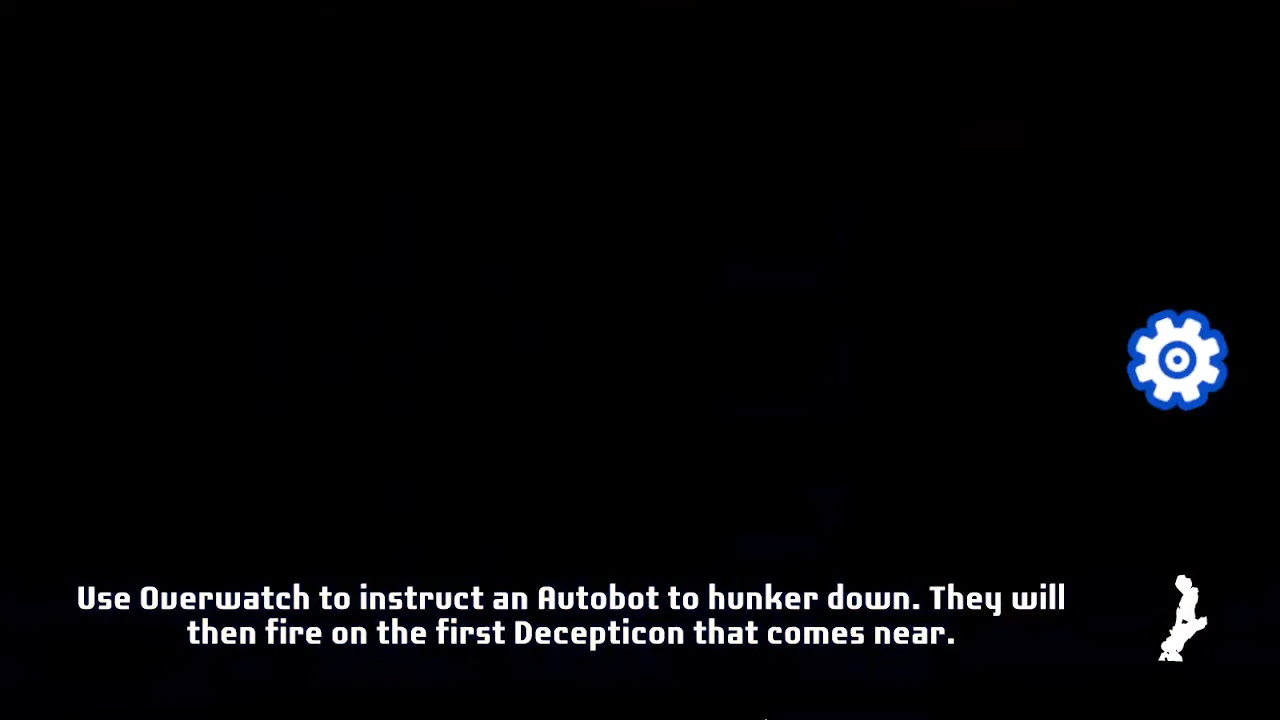 Use Overwatch to instruct an Autobot to hunker down. They will
then fire on the first Decepticon that comes near.